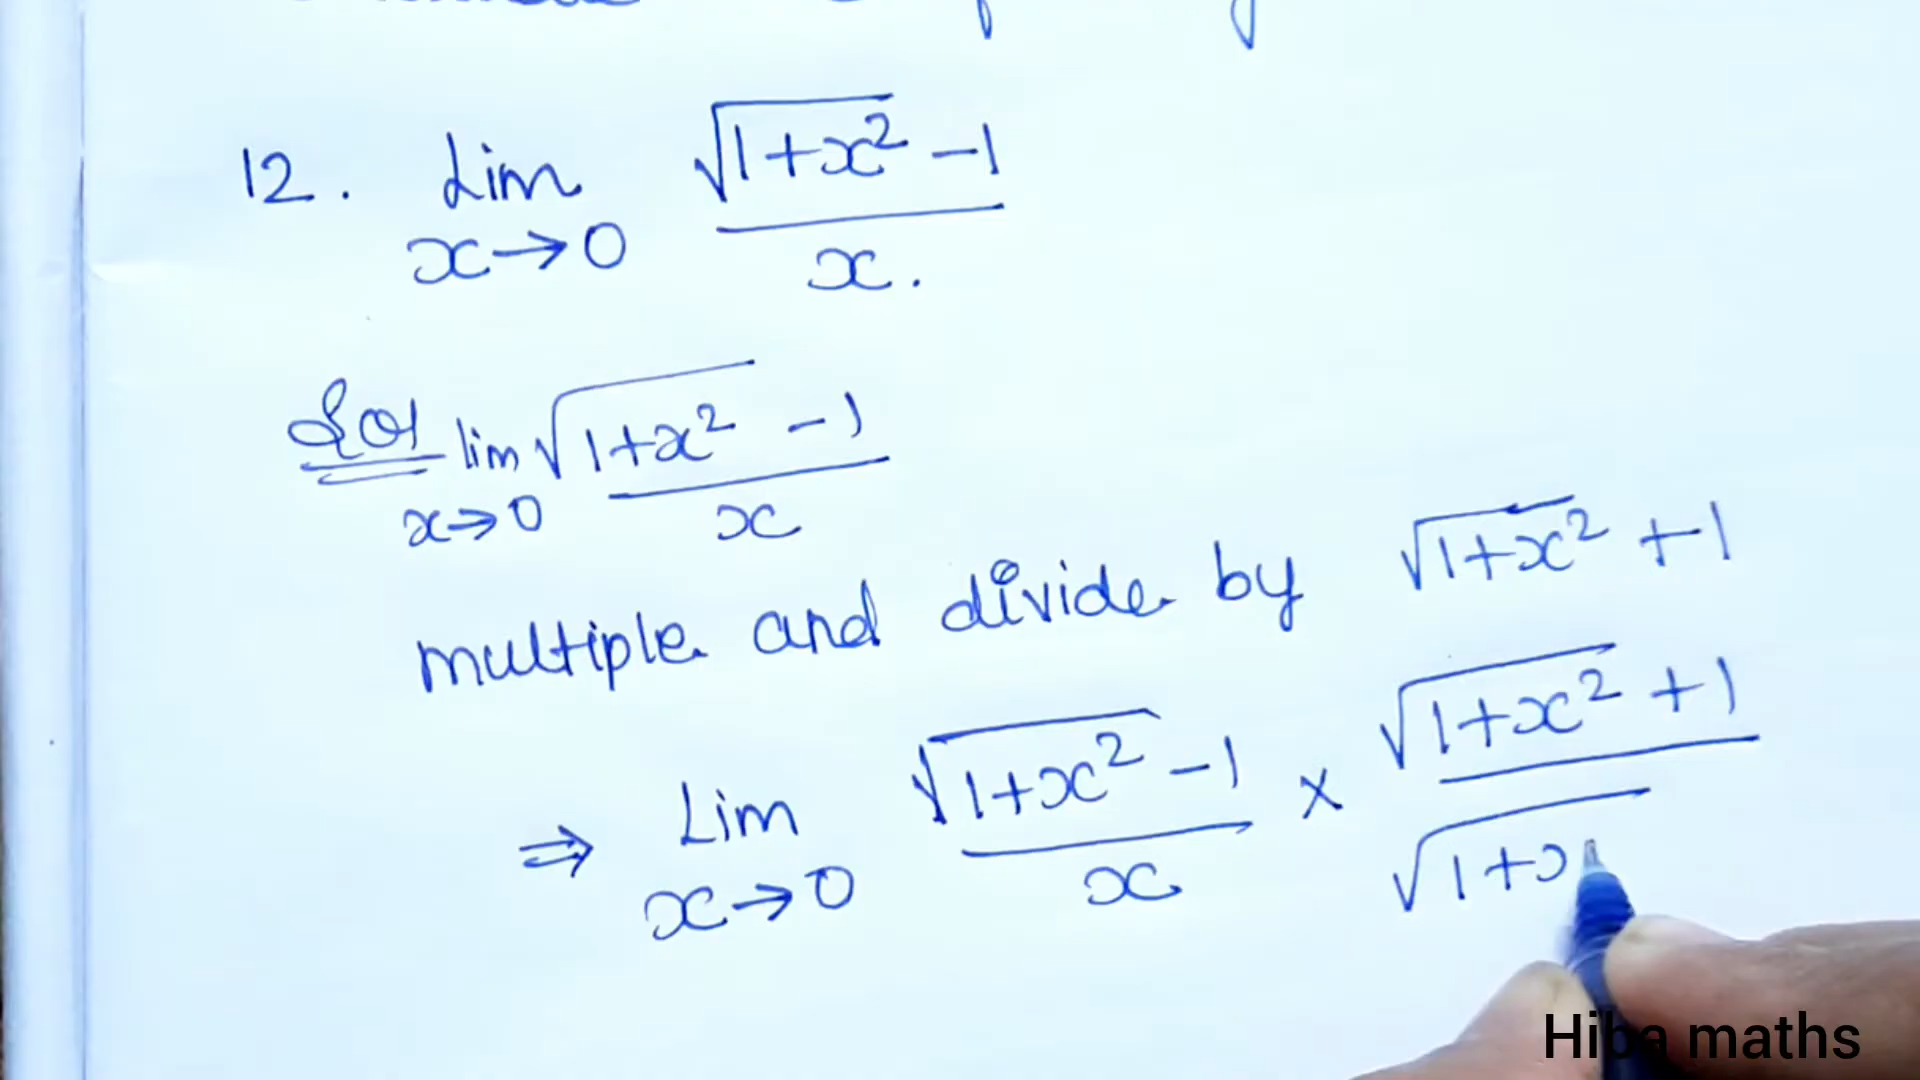 12. Lim √1+x² -1
x→0 x.
Sol lim √1+x² -1
x→0 x
multiple and divide by √1+x² +1
⇒ Lim √1+x² -1 × √1+x² +1
x→0 x √1+x
Hiba maths